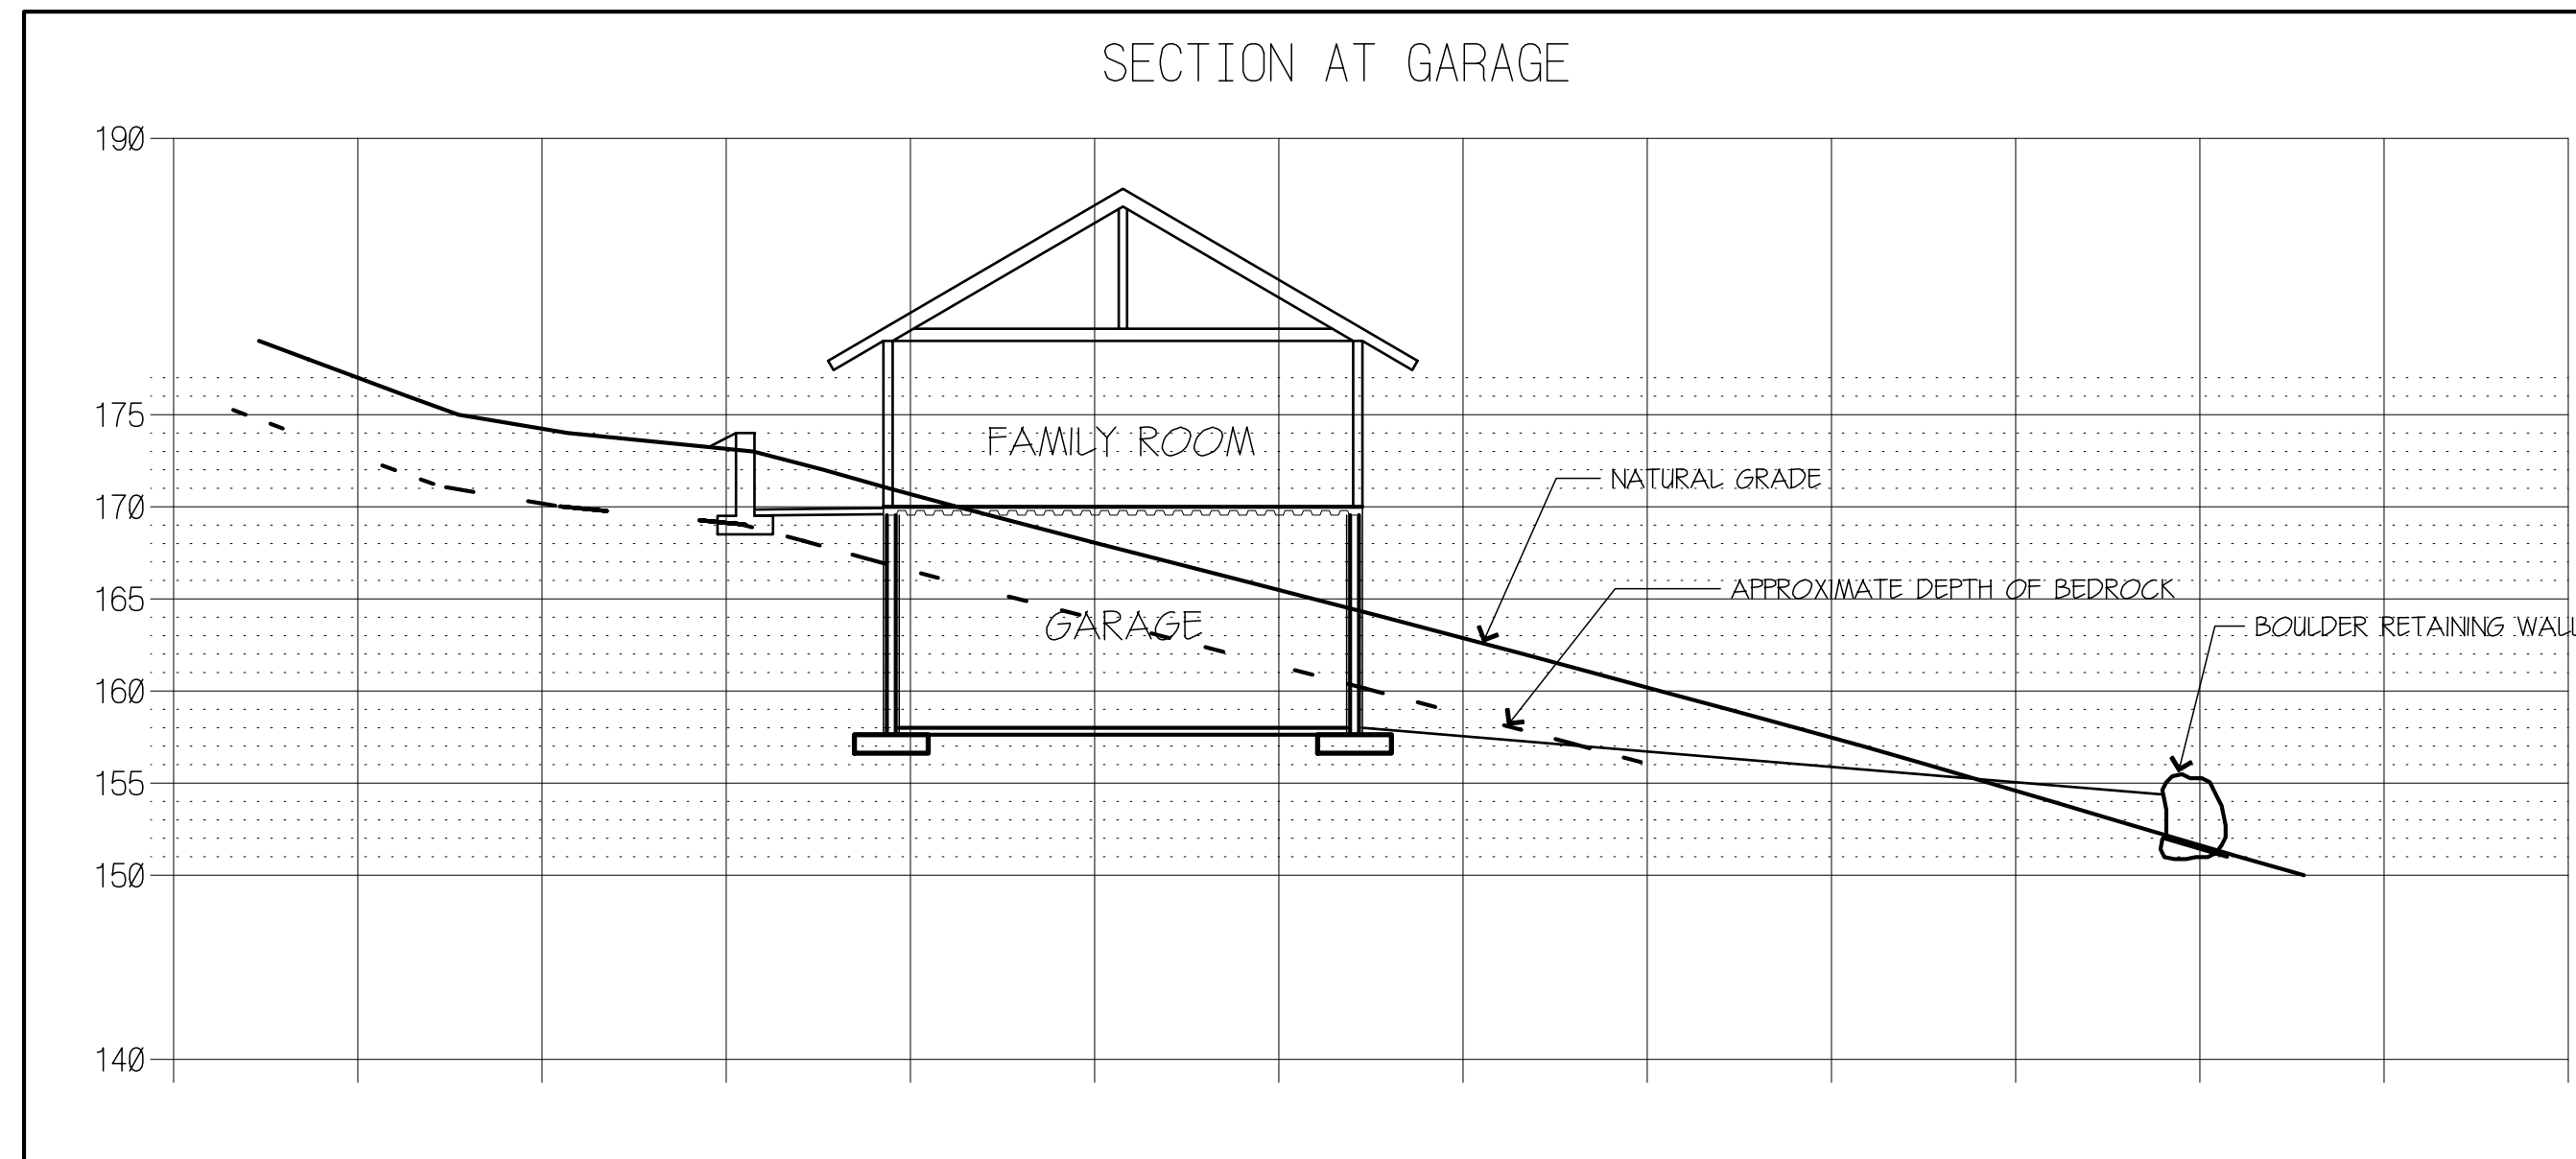 SECTION AT GARAGE
190
175
FAMILY ROOM
NATURAL GRADE
170
165
APPROXIMATE DEPTH OF BEDROCK
GARAGE
BOULDER RETAINING WALL
160
155
150
140